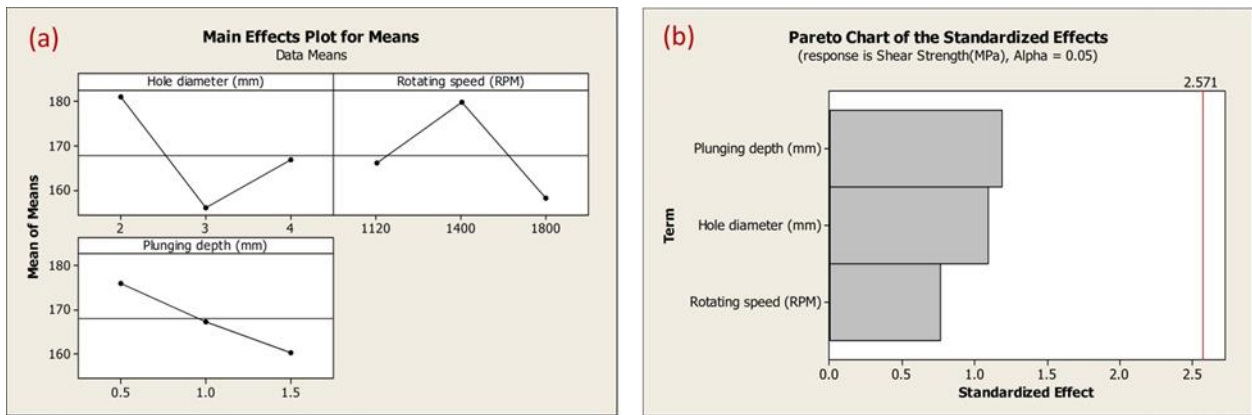 (a)
Main Effects Plot for Means
Data Means
Hole diameter (mm)
Rotating speed (RPM)
180
170
160
2 3 4
1120 1400 1800
Plunging depth (mm)
180
170
160
0.5 1.0 1.5
Mean of Means
(b)
Pareto Chart of the Standardized Effects
(response is Shear Strength(MPa), Alpha = 0.05)
2.571
Term
Plunging depth (mm)
Hole diameter (mm)
Rotating speed (RPM)
0.0 0.5 1.0 1.5 2.0 2.5
Standardized Effect